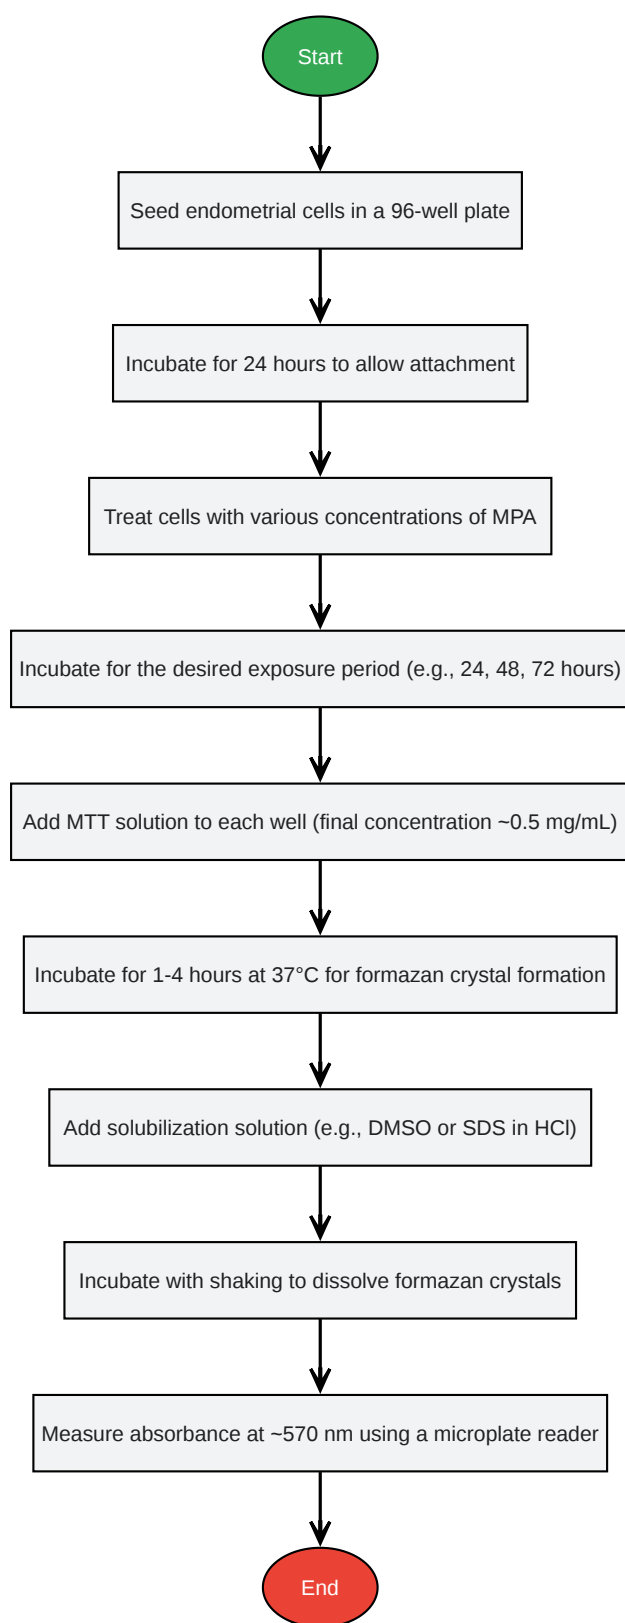 Start
Seed endometrial cells in a 96-well plate
Incubate for 24 hours to allow attachment
Treat cells with various concentrations of MPA
Incubate for the desired exposure period (e.g., 24, 48, 72 hours)
Add MTT solution to each well (final concentration ~0.5 mg/mL)
Incubate for 1-4 hours at 37°C for formazan crystal formation
Add solubilization solution (e.g., DMSO or SDS in HCl)
Incubate with shaking to dissolve formazan crystals
Measure absorbance at ~570 nm using a microplate reader
End